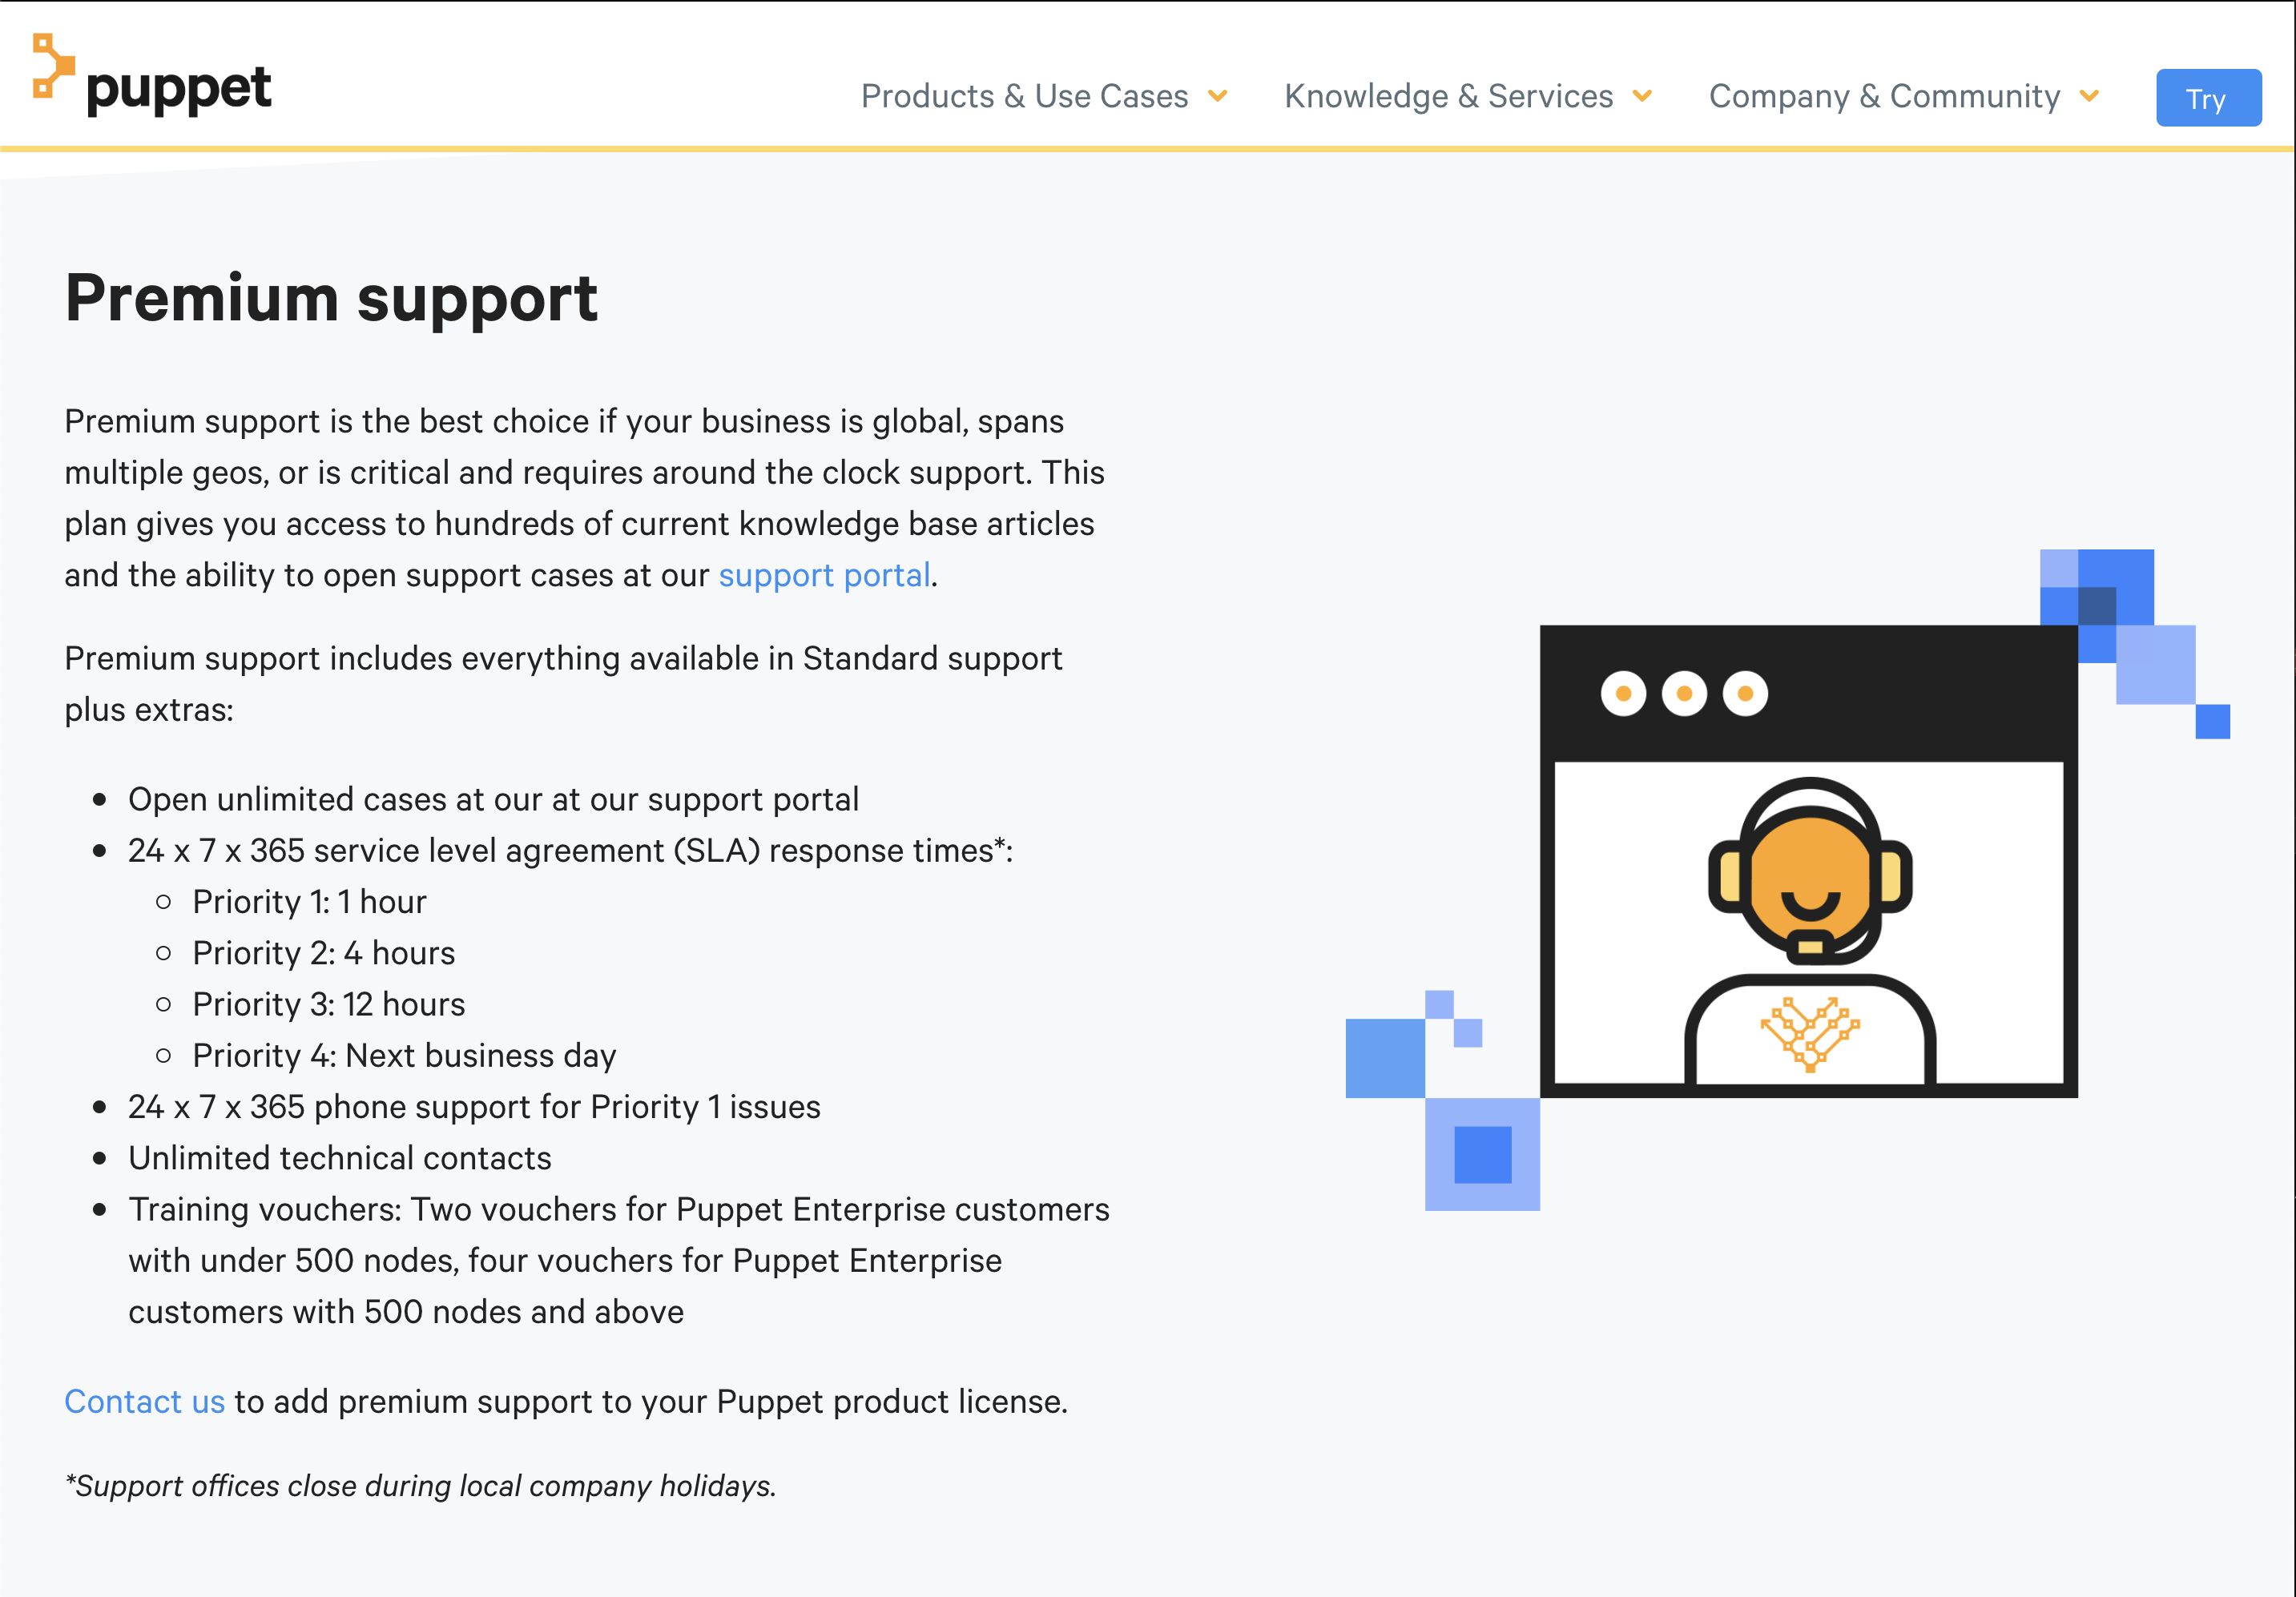 puppet
Products & Use Cases
Knowledge & Services
Company & Community
Try
Premium support
Premium support is the best choice if your business is global, spans
multiple geos, or is critical and requires around the clock support. This
plan gives you access to hundreds of current knowledge base articles
and the ability to open support cases at our support portal.
Premium support includes everything available in Standard support
plus extras:
Open unlimited cases at our at our support portal
24 x 7 x 365 service level agreement (SLA) response times*:
Priority 1: 1 hour
Priority 2: 4 hours
Priority 3: 12 hours
Priority 4: Next business day
24 x 7 x 365 phone support for Priority 1 issues
Unlimited technical contacts
Training vouchers: Two vouchers for Puppet Enterprise customers
with under 500 nodes, four vouchers for Puppet Enterprise
customers with 500 nodes and above
Contact us to add premium support to your Puppet product license.
*Support offices close during local company holidays.